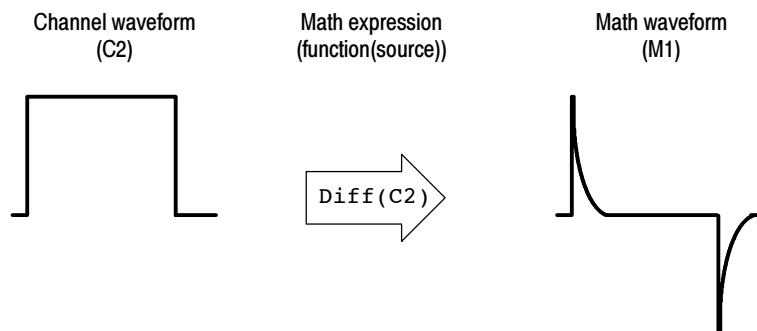 Channel waveform
(C2)
Math expression
(function(source))
Math waveform
(M1)
Diff(C2)